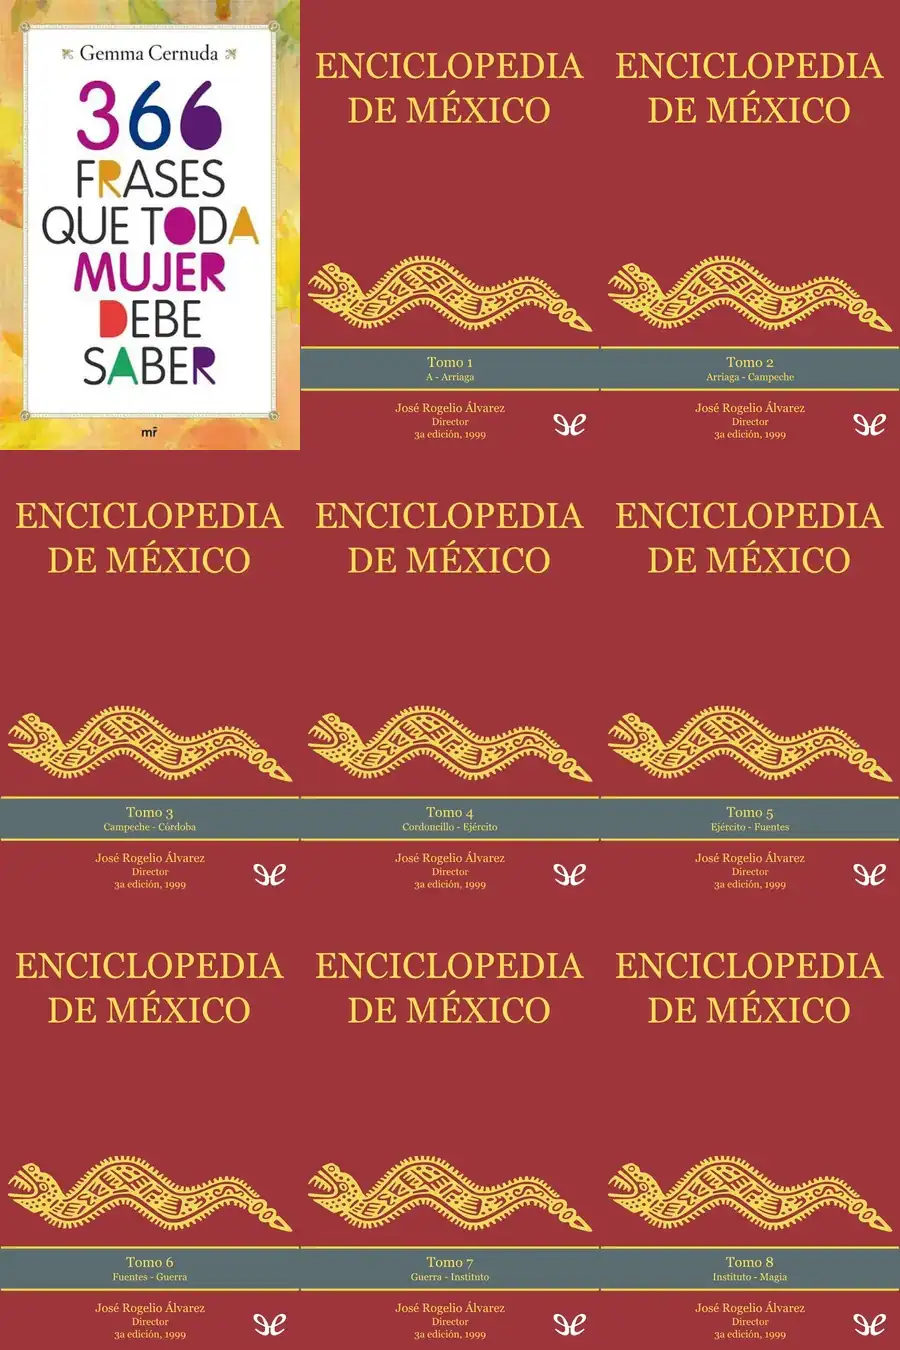 Gemma Cernuda
366
FRASES
QUE TODA
MUJER
DEBE
SABER
mr
ENCICLOPEDIA
DE MÉXICO
Tomo 1
A - Arriaga
José Rogelio Álvarez
Director
3a edición, 1999
ENCICLOPEDIA
DE MÉXICO
Tomo 2
Arriaga - Campeche
José Rogelio Álvarez
Director
3a edición, 1999
ENCICLOPEDIA
DE MÉXICO
Tomo 3
Campeche - Córdoba
José Rogelio Álvarez
Director
3a edición, 1999
ENCICLOPEDIA
DE MÉXICO
Tomo 4
Cordoncillo - Ejército
José Rogelio Álvarez
Director
3a edición, 1999
ENCICLOPEDIA
DE MÉXICO
Tomo 5
Ejército - Fuentes
José Rogelio Álvarez
Director
3a edición, 1999
ENCICLOPEDIA
DE MÉXICO
Tomo 6
Fuentes - Guerra
José Rogelio Álvarez
Director
3a edición, 1999
ENCICLOPEDIA
DE MÉXICO
Tomo 7
Guerra - Instituto
José Rogelio Álvarez
Director
3a edición, 1999
ENCICLOPEDIA
DE MÉXICO
Tomo 8
Instituto - Magia
José Rogelio Álvarez
Director
3a edición, 1999